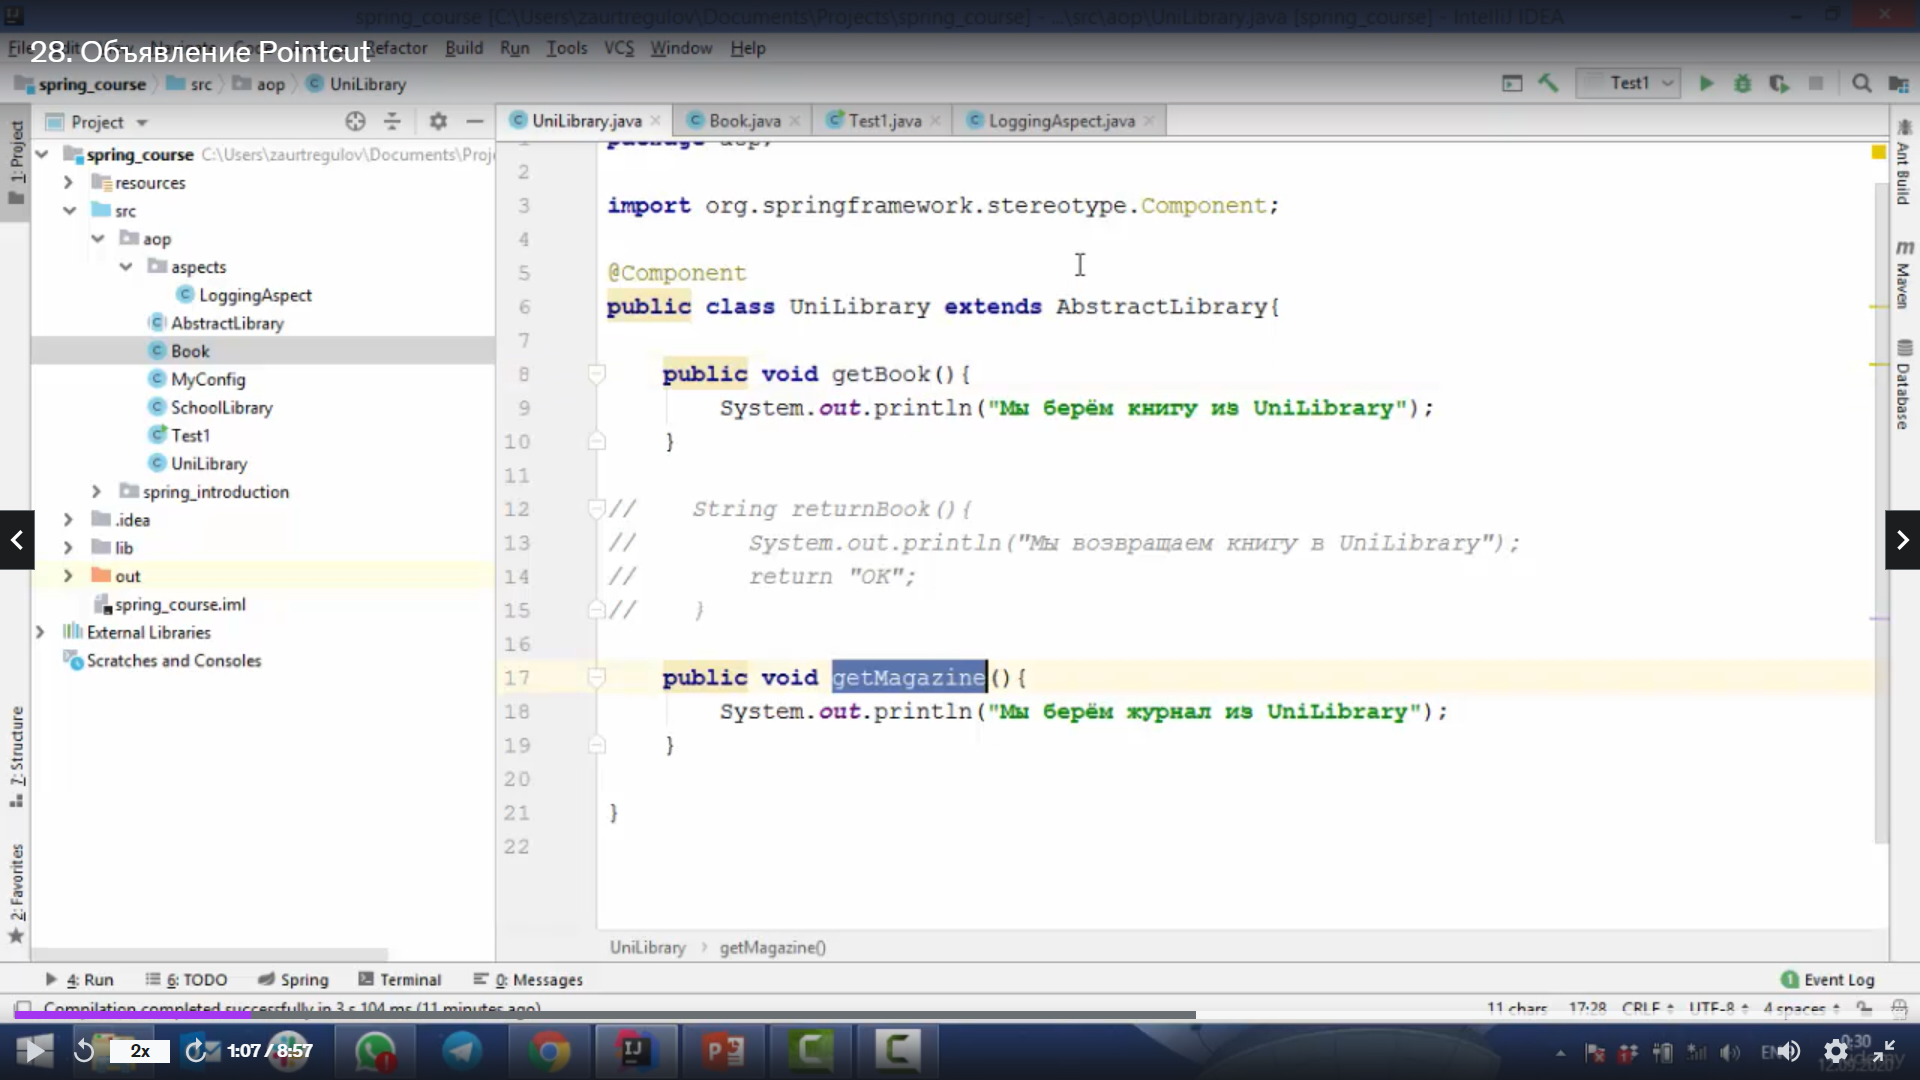 spring_course [C:\Users\zaurtregulov\Documents\Projects\spring_course] - ...\src\aop\UniLibrary.java [spring_course] - IntelliJ IDEA
28. Объявление Pointcut
Refactor Build Run Tools VCS Window Help
spring_course src aop UniLibrary
Test1
Project
UniLibrary.java Book.java Test1.java LoggingAspect.java
1: Project
7: Structure
2: Favorites
spring_course C:\Users\zaurtregulov\Documents\Proj
resources
src
aop
aspects
LoggingAspect
AbstractLibrary
Book
MyConfig
SchoolLibrary
Test1
UniLibrary
spring_introduction
.idea
lib
out
spring_course.iml
External Libraries
Scratches and Consoles
2
3 import org.springframework.stereotype.Component;
4
5 @Component
6 public class UniLibrary extends AbstractLibrary{
7
8 public void getBook(){
9 System.out.println("Мы берём книгу из UniLibrary");
10 }
11
12 // String returnBook(){
13 // System.out.println("Мы возвращаем книгу в UniLibrary");
14 // return "OK";
15 // }
16
17 public void getMagazine(){
18 System.out.println("Мы берём журнал из UniLibrary");
19 }
20
21 }
22
UniLibrary getMagazine()
Ant Build
Maven
Database
4: Run 6: TODO Spring Terminal 0: Messages
Event Log
Compilation completed successfully in 3 s 104 ms (11 minutes ago)
11 chars 17:28 CRLF UTF-8 4 spaces
2x 1:07 / 8:57